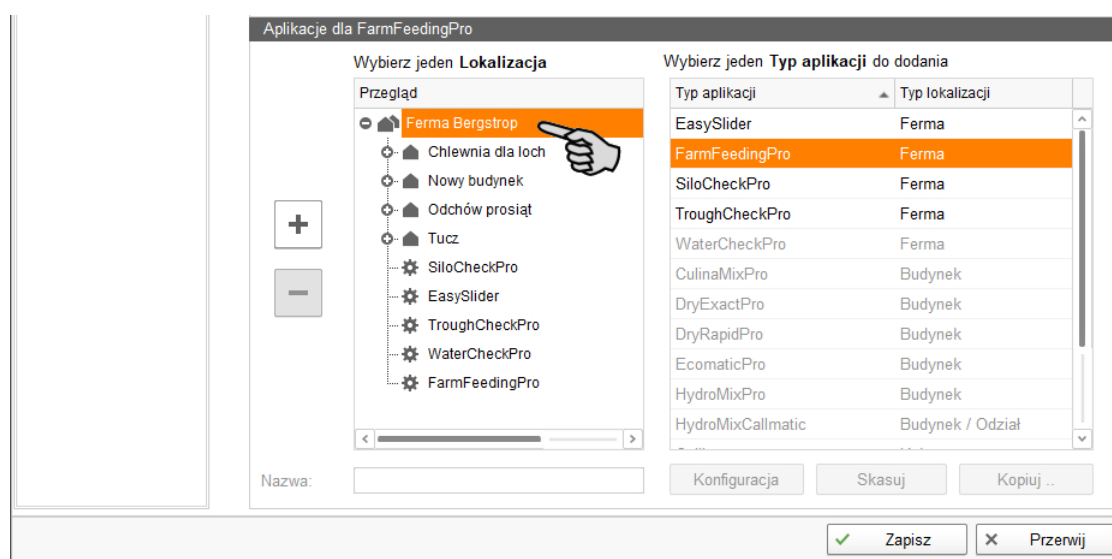 Aplikacje dla FarmFeedingPro
Wybierz jeden Lokalizacja
Wybierz jeden Typ aplikacji do dodania
Przegląd
Typ aplikacji Typ lokalizacji
Ferma Bergstrop
EasySlider Ferma
Chlewnia dla loch
FarmFeedingPro Ferma
Nowy budynek
SiloCheckPro Ferma
Odchów prosiąt
TroughCheckPro Ferma
Tucz
WaterCheckPro Ferma
SiloCheckPro
CulinaMixPro Budynek
EasySlider
DryExactPro Budynek
TroughCheckPro
DryRapidPro Budynek
WaterCheckPro
EcomaticPro Budynek
FarmFeedingPro
HydroMixPro Budynek
HydroMixCallmatic Budynek / Odział
Nazwa:
Konfiguracja Skasuj Kopiuj ..
Zapisz Przerwij